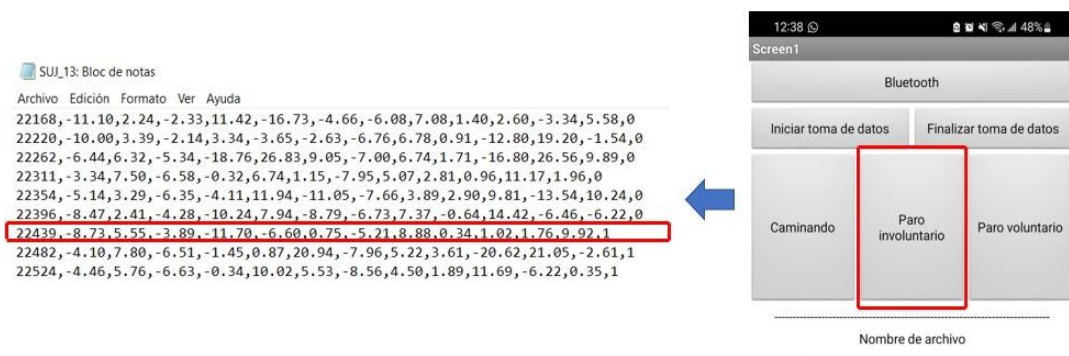 SUJ_13: Bloc de notas
Archivo Edición Formato Ver Ayuda
22168,-11.10,2.24,-2.33,11.42,-16.73,-4.66,-6.08,7.08,1.40,2.60,-3.34,5.58,0
22220,-10.00,3.39,-2.14,3.34,-3.65,-2.63,-6.76,6.78,0.91,-12.80,19.20,-1.54,0
22262,-6.44,6.32,-5.34,-18.76,26.83,9.05,-7.00,6.74,1.71,-16.80,26.56,9.89,0
22311,-3.34,7.50,-6.58,-0.32,6.74,1.15,-7.95,5.07,2.81,0.96,11.17,1.96,0
22354,-5.14,3.29,-6.35,-4.11,11.94,-11.05,-7.66,3.89,2.90,9.81,-13.54,10.24,0
22396,-8.47,2.41,-4.28,-10.24,7.94,-8.79,-6.73,7.37,-0.64,14.42,-6.46,-6.22,0
22439,-8.73,5.55,-3.89,-11.70,-6.60,0.75,-5.21,8.88,0.34,1.02,1.76,9.92,1
22482,-4.10,7.80,-6.51,-1.45,0.87,20.94,-7.96,5.22,3.61,-20.62,21.05,-2.61,1
22524,-4.46,5.76,-6.63,-0.34,10.02,5.53,-8.56,4.50,1.89,11.69,-6.22,0.35,1
12:38 48%
Screen1
Bluetooth
Iniciar toma de datos Finalizar toma de datos
Caminando
Paro
involuntario
Paro voluntario
Nombre de archivo